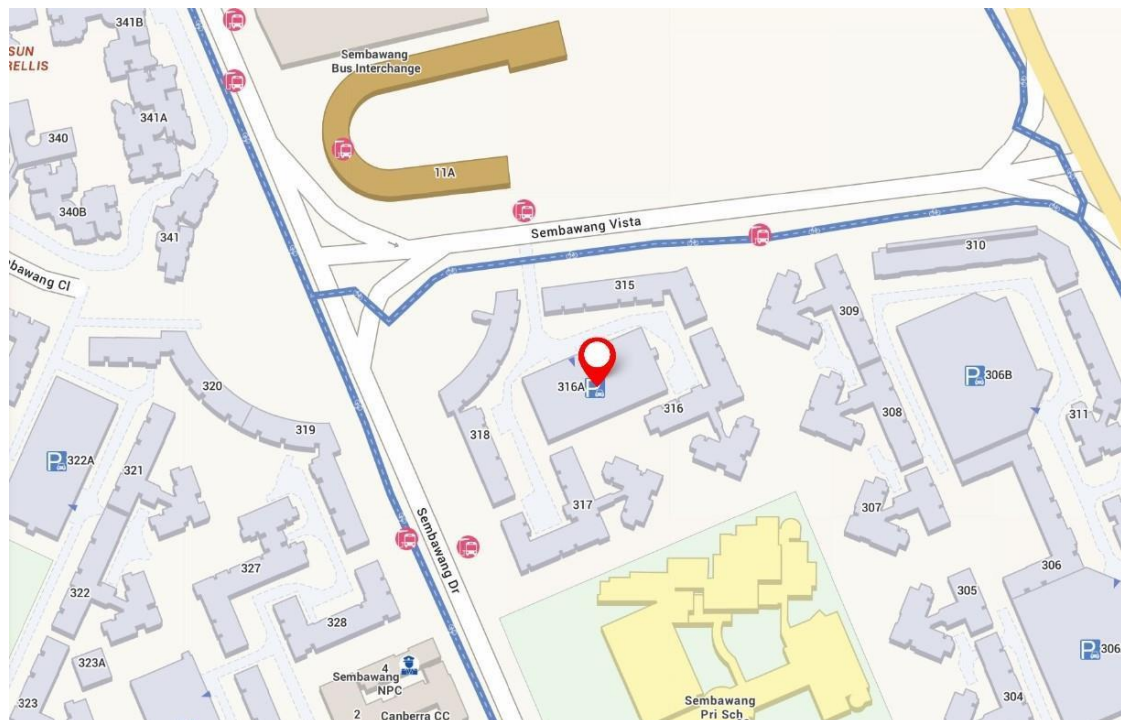 341B
SUN
RELLIS
341A
340
340B
341
bawang Cl
Sembawang
Bus Interchange
11A
Sembawang Vista
310
315
309
316A
316
306B
308
311
318
317
307
320
319
322A
321
Sembawang Dr
327
322
328
306
305
323A
4
Sembawang
NPC
306
323
2
Canberra CC
Sembawang
Pri Sch
304